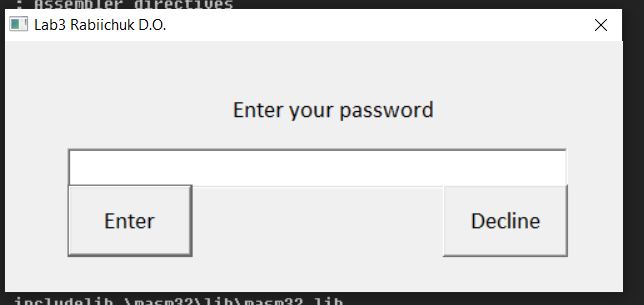 ; Assembler directives
Lab3 Rabiichuk D.O.
Enter your password
Enter
Decline
includelib \masm32\lib\masm32.lib